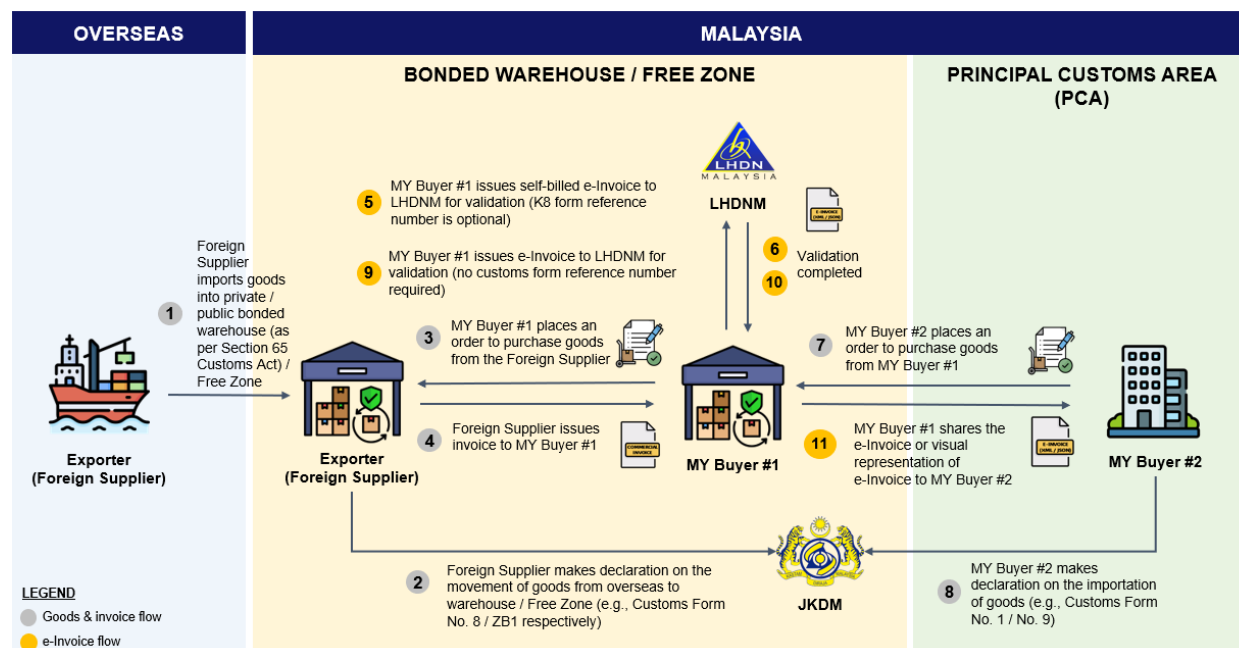 OVERSEAS
MALAYSIA
BONDED WAREHOUSE / FREE ZONE
PRINCIPAL CUSTOMS AREA
(PCA)
LHDN
MALAYSIA
LHDNM
5
MY Buyer #1 issues self-billed e-Invoice to
LHDNM for validation (K8 form reference
number is optional)
E-INVOICE
(XML / JSON)
6
10
Validation
completed
9
MY Buyer #1 issues e-Invoice to LHDNM for
validation (no customs form reference number
required)
1
Foreign
Supplier
imports goods
into private /
public bonded
warehouse (as
per Section 65
Customs Act) /
Free Zone
3
MY Buyer #1 places an
order to purchase goods
from the Foreign Supplier
7
MY Buyer #2 places an
order to purchase goods
from MY Buyer #1
4
Foreign Supplier issues
invoice to MY Buyer #1
COMMERCIAL
INVOICE
11
MY Buyer #1 shares the
e-Invoice or visual
representation of
e-Invoice to MY Buyer #2
E-INVOICE
(XML / JSON)
Exporter
(Foreign Supplier)
Exporter
(Foreign Supplier)
MY Buyer #1
MY Buyer #2
2
Foreign Supplier makes declaration on the
movement of goods from overseas to
warehouse / Free Zone (e.g., Customs Form
No. 8 / ZB1 respectively)
JKDM
8
MY Buyer #2 makes
declaration on the importation
of goods (e.g., Customs Form
No. 1 / No. 9)
LEGEND
Goods & invoice flow
e-Invoice flow